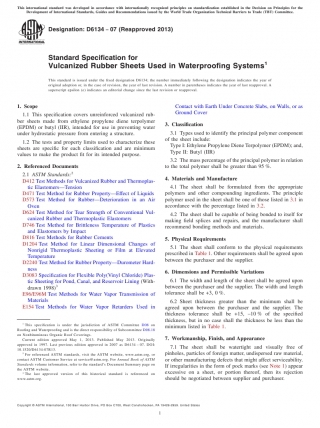 This international standard was developed in accordance with internationally recognized principles on standardization established in the Decision on Principles for the
Development of International Standards, Guides and Recommendations issued by the World Trade Organization Technical Barriers to Trade (TBT) Committee.
Designation: D6134 - 07 (Reapproved 2013)
Standard Specification for
Vulcanized Rubber Sheets Used in Waterproofing Systems¹
This standard is issued under the fixed designation D6134; the number immediately following the designation indicates the year of
original adoption or, in the case of revision, the year of last revision. A number in parentheses indicates the year of last reapproval. A
superscript epsilon (ε) indicates an editorial change since the last revision or reapproval.
1. Scope
1.1 This specification covers unreinforced vulcanized rubber
sheets made from ethylene propylene diene terpolymer
(EPDM) or butyl (IIR), intended for use in preventing water
under hydrostatic pressure from entering a structure.
1.2 The tests and property limits used to characterize these
sheets are specific for each classification and are minimum
values to make the product fit for its intended purpose.
2. Referenced Documents
2.1 ASTM Standards:²
D412 Test Methods for Vulcanized Rubber and Thermoplas-
tic Elastomers—Tension
D471 Test Method for Rubber Property—Effect of Liquids
D573 Test Method for Rubber—Deterioration in an Air
Oven
D624 Test Method for Tear Strength of Conventional Vul-
canized Rubber and Thermoplastic Elastomers
D746 Test Method for Brittleness Temperature of Plastics
and Elastomers by Impact
D816 Test Methods for Rubber Cements
D1204 Test Method for Linear Dimensional Changes of
Nonrigid Thermoplastic Sheeting or Film at Elevated
Temperature
D2240 Test Method for Rubber Property—Durometer Hard-
ness
D3083 Specification for Flexible Poly(Vinyl Chloride) Plas-
tic Sheeting for Pond, Canal, and Reservoir Lining (With-
drawn 1998)³
E96/E96M Test Methods for Water Vapor Transmission of
Materials
E154 Test Methods for Water Vapor Retarders Used in
¹ This specification is under the jurisdiction of ASTM Committee D08 on
Roofing and Waterproofing and is the direct responsibility of Subcommittee D08.18
on Nonbituminous Organic Roof Coverings.
Current edition approved May 1, 2013. Published May 2013. Originally
approved in 1997. Last previous edition approved in 2007 as D6134 – 07.
² For referenced ASTM standards, visit the ASTM website, www.astm.org, or
contact ASTM Customer Service at service@astm.org. For Annual Book of ASTM
Standards volume information, refer to the standard's Document Summary page on
the ASTM website.
³ The last approved version of this historical standard is referenced on
www.astm.org.
Contact with Earth Under Concrete Slabs, on Walls, or as
Ground Cover
3. Classification
3.1 Types used to identify the principal polymer component
of the sheet include:
Type I: Ethylene Propylene Diene Terpolymer (EPDM); and,
Type II: Butyl (IIR)
3.2 The mass percentage of the principal polymer in relation
to the total polymer shall be greater than 95 %.
4. Materials and Manufacture
4.1 The sheet shall be formulated from the appropriate
polymers and other compounding ingredients. The principle
polymer used in the sheet shall be one of those listed in 3.1 in
accordance with the percentage listed in 3.2.
4.2 The sheet shall be capable of being bonded to itself for
making field splices and repairs, and the manufacturer shall
recommend bonding methods and materials.
5. Physical Requirements
5.1 The sheet shall conform to the physical requirements
prescribed in Table 1. Other requirements shall be agreed upon
between the purchaser and the supplier.
6. Dimensions and Permissible Variations
6.1 The width and length of the sheet shall be agreed upon
between the purchaser and the supplier. The width and length
tolerance shall be +3, 0 %.
6.2 Sheet thickness greater than the minimum shall be
agreed upon between the purchaser and the supplier. The
thickness tolerance shall be +15, –10 % of the specified
thickness, but in no case shall the thickness be less than the
minimum listed in Table 1.
7. Workmanship, Finish, and Appearance
7.1 The sheet shall be watertight and visually free of
pinholes, particles of foreign matter, undispersed raw material,
or other manufacturing defects that might affect serviceability.
If irregularities in the form of pock marks (see Note 1) appear
excessive on a sheet, or portion thereof, then its rejection
should be negotiated between supplier and purchaser.
Copyright © ASTM International, 100 Barr Harbor Drive, PO Box C700, West Conshohocken, PA 19428-2959. United States
1